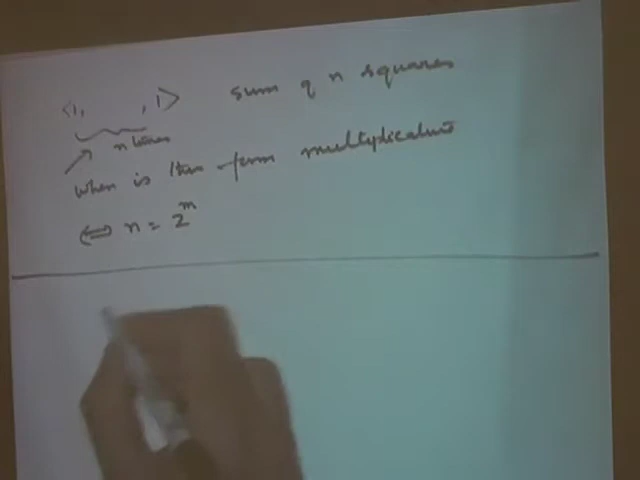 <1, , 1> sum of n squares
n times
when is this form multiplicative
⟺ n = 2^m